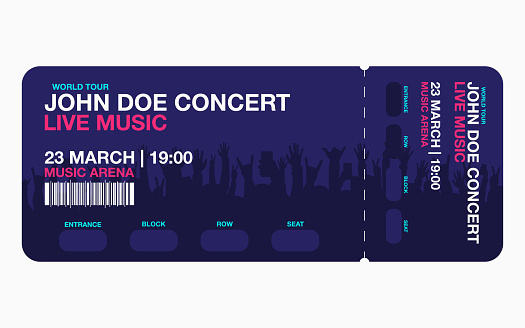 WORLD TOUR
JOHN DOE CONCERT
LIVE MUSIC
23 MARCH | 19:00
MUSIC ARENA
ENTRANCE BLOCK ROW SEAT
WORLD TOUR
JOHN DOE CONCERT
LIVE MUSIC
23 MARCH | 19:00
MUSIC ARENA
ENTRANCE ROW BLOCK SEAT